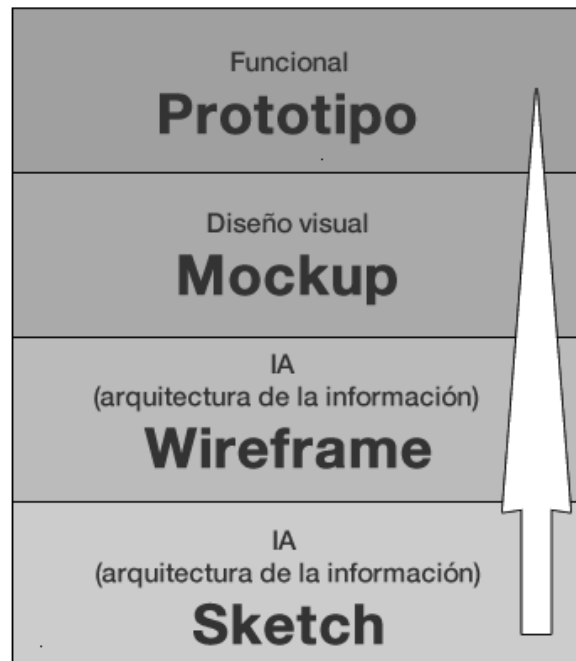 Funcional
Prototipo
Diseño visual
Mockup
IA
(arquitectura de la información)
Wireframe
IA
(arquitectura de la información)
Sketch